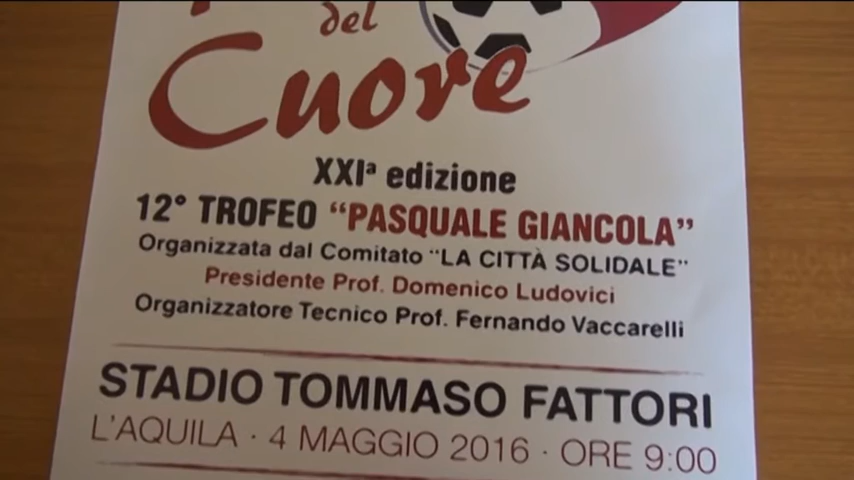 del
Cuore
XXIª edizione
12° TROFEO “PASQUALE GIANCOLA”
Organizzata dal Comitato “LA CITTÀ SOLIDALE”
Presidente Prof. Domenico Ludovici
Organizzatore Tecnico Prof. Fernando Vaccarelli
STADIO TOMMASO FATTORI
L'AQUILA · 4 MAGGIO 2016 · ORE 9:00